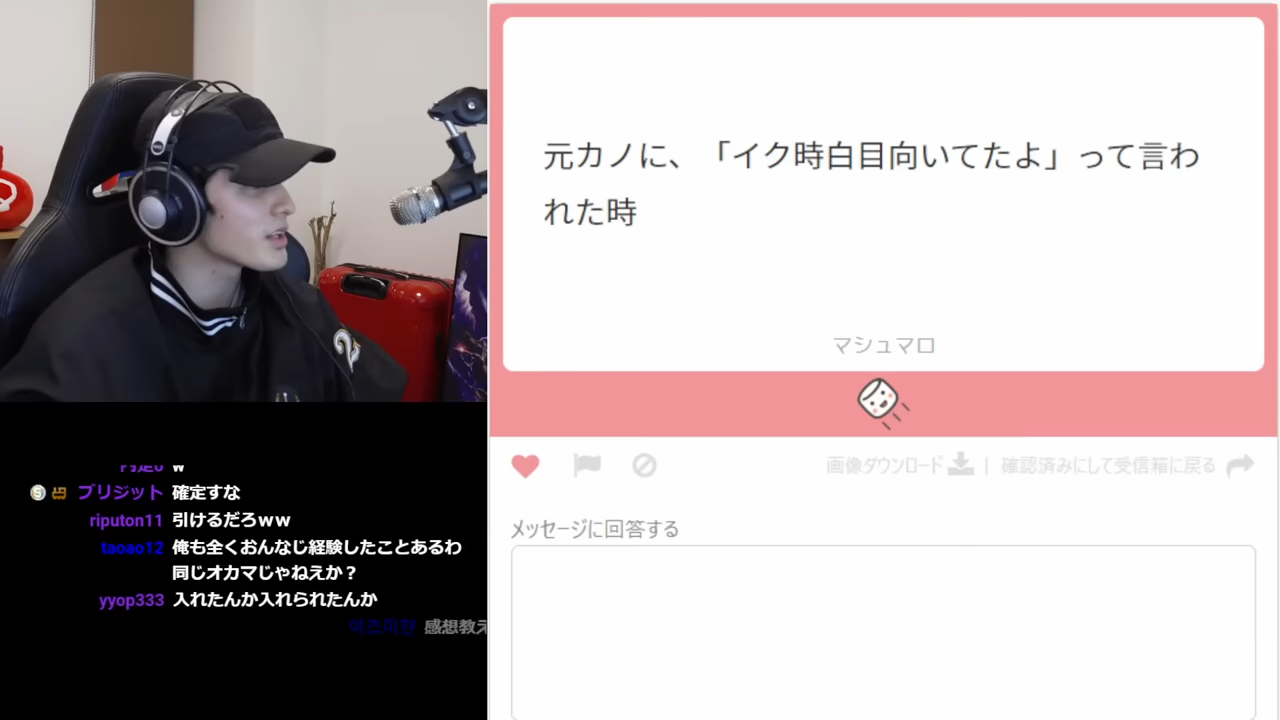 元カノに、「イク時白目向いてたよ」って言わ
れた時
マシュマロ
画像ダウンロード
|
確認済みにして受信箱に戻る
メッセージに回答する
w
ブリジット 確定すな
riputon11 引けるだろww
taoao12 俺も全くおんなじ経験したことあるわ
同じオカマじゃねえか？
yyop333 入れたんか入れられたんか
感想教え